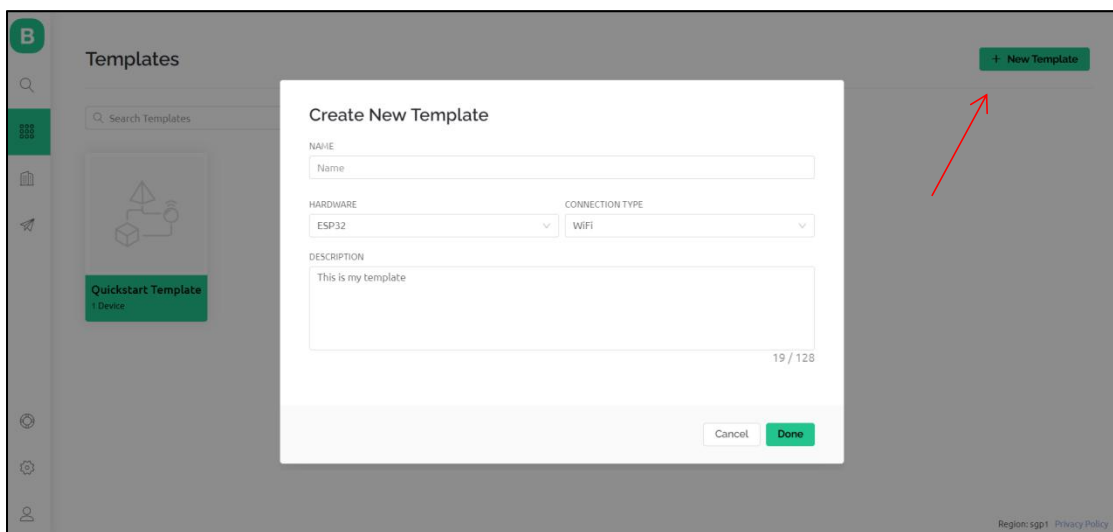 B
Templates
+ New Template
Search Templates
Quickstart Template
1 Device
Create New Template
NAME
Name
HARDWARE
CONNECTION TYPE
ESP32
WiFi
DESCRIPTION
This is my template
19 / 128
Cancel
Done
Region: sgp1 Privacy Policy